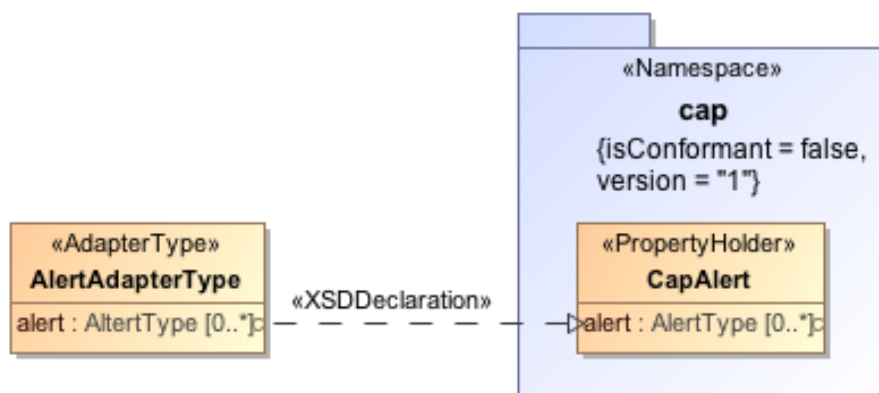 «Namespace»
cap
{isConformant = false,
version = "1"}
«AdapterType»
AlertAdapterType
alert : AltertType [0..*]
«XSDDeclaration»
«PropertyHolder»
CapAlert
alert : AlertType [0..*]